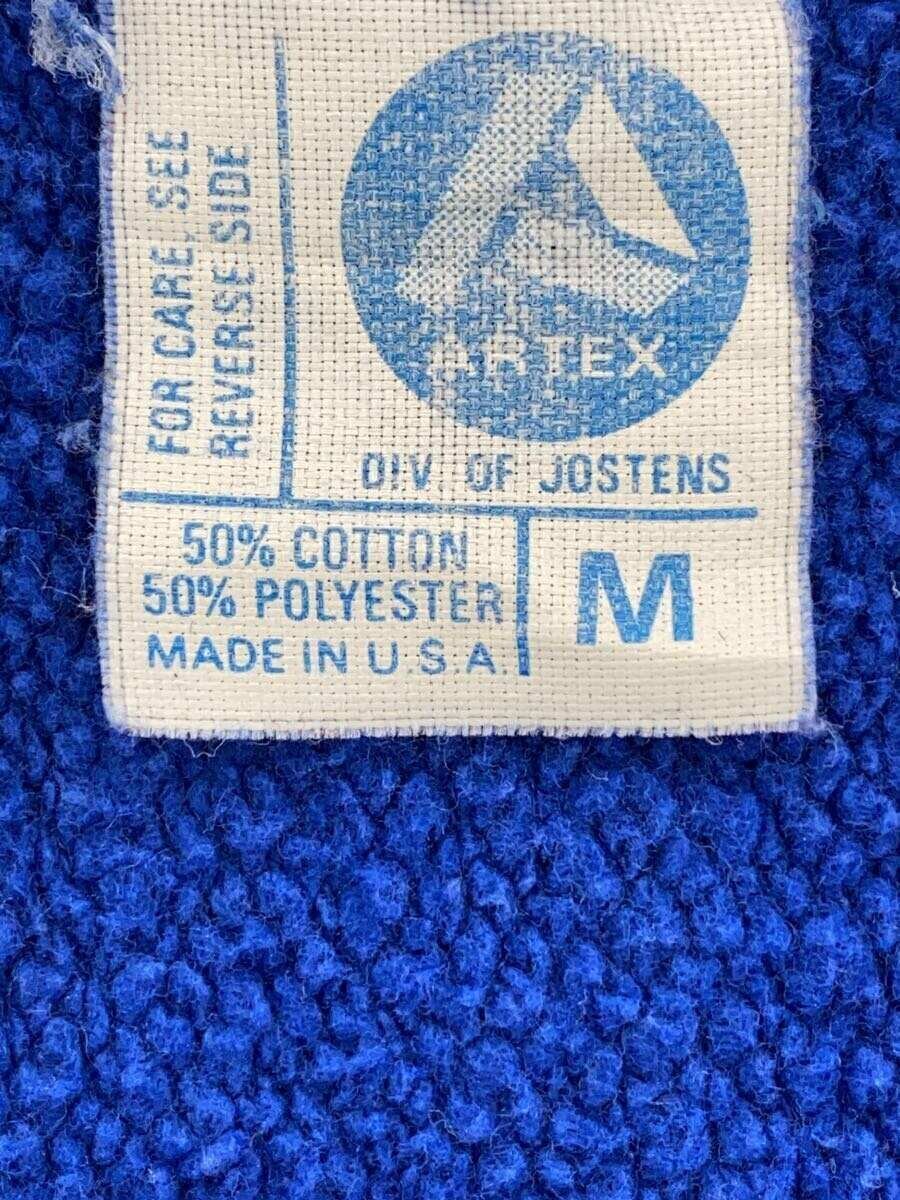 FOR CARE, SEE
REVERSE SIDE
ARTEX
DIV. OF JOSTENS
50% COTTON
50% POLYESTER
MADE IN U.S.A.
M